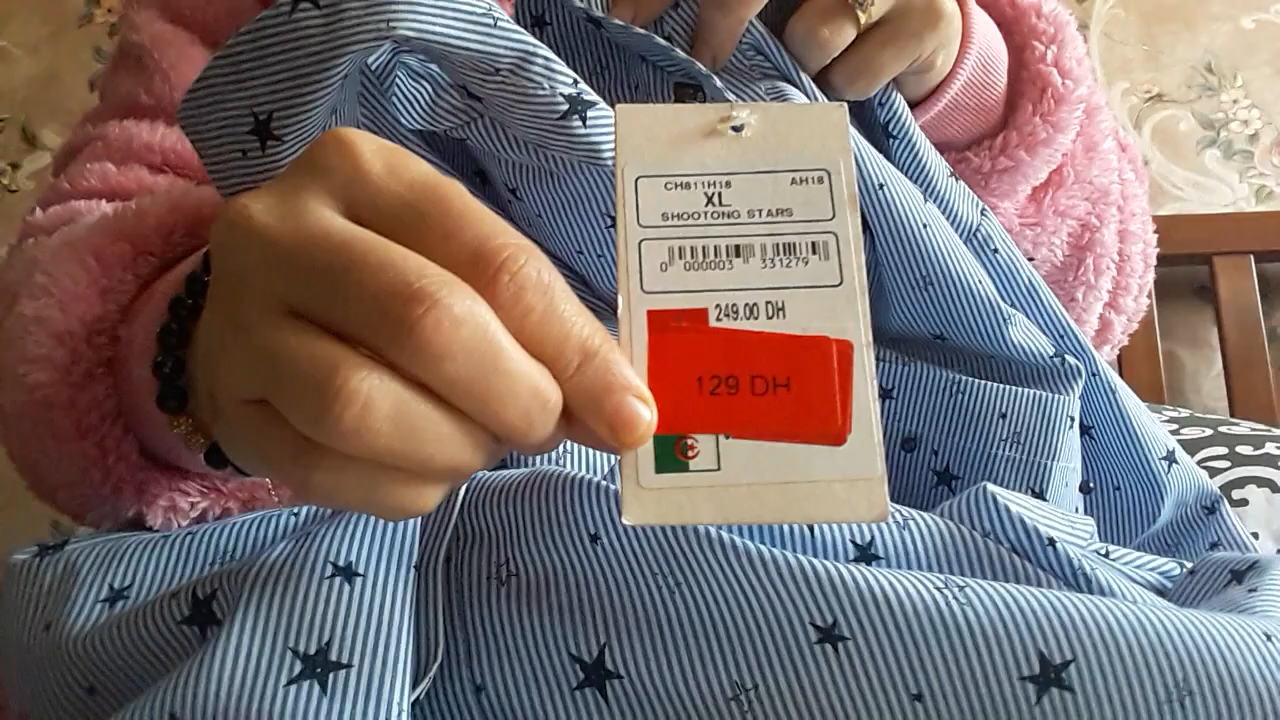 CH811H18 AH18
XL
SHOOTONG STARS
0 000003 331279
249.00 DH
129 DH